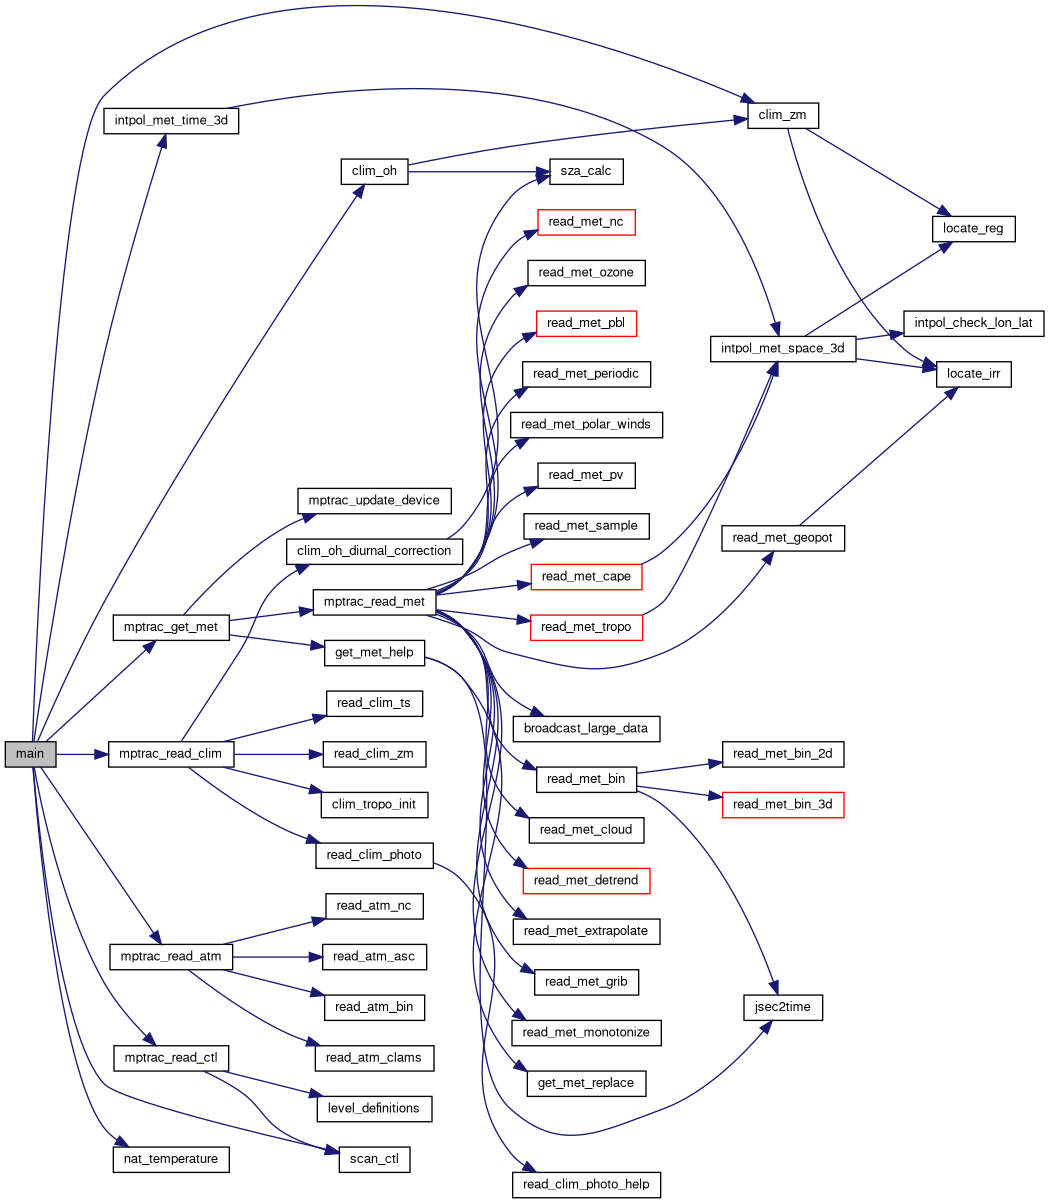 main
intpol_met_time_3d
mptrac_get_met
mptrac_read_clim
mptrac_read_atm
mptrac_read_ctl
nat_temperature
clim_oh
mptrac_update_device
clim_oh_diurnal_correction
mptrac_read_met
get_met_help
read_clim_ts
read_clim_zm
clim_tropo_init
read_clim_photo
read_atm_nc
read_atm_asc
read_atm_bin
read_atm_clams
level_definitions
scan_ctl
sza_calc
read_met_nc
read_met_ozone
read_met_pbl
read_met_periodic
read_met_polar_winds
read_met_pv
read_met_sample
read_met_cape
read_met_tropo
broadcast_large_data
read_met_bin
read_met_cloud
read_met_detrend
read_met_extrapolate
read_met_grib
read_met_monotonize
get_met_replace
read_clim_photo_help
clim_zm
intpol_met_space_3d
read_met_geopot
read_met_bin_2d
read_met_bin_3d
jsec2time
locate_reg
intpol_check_lon_lat
locate_irr